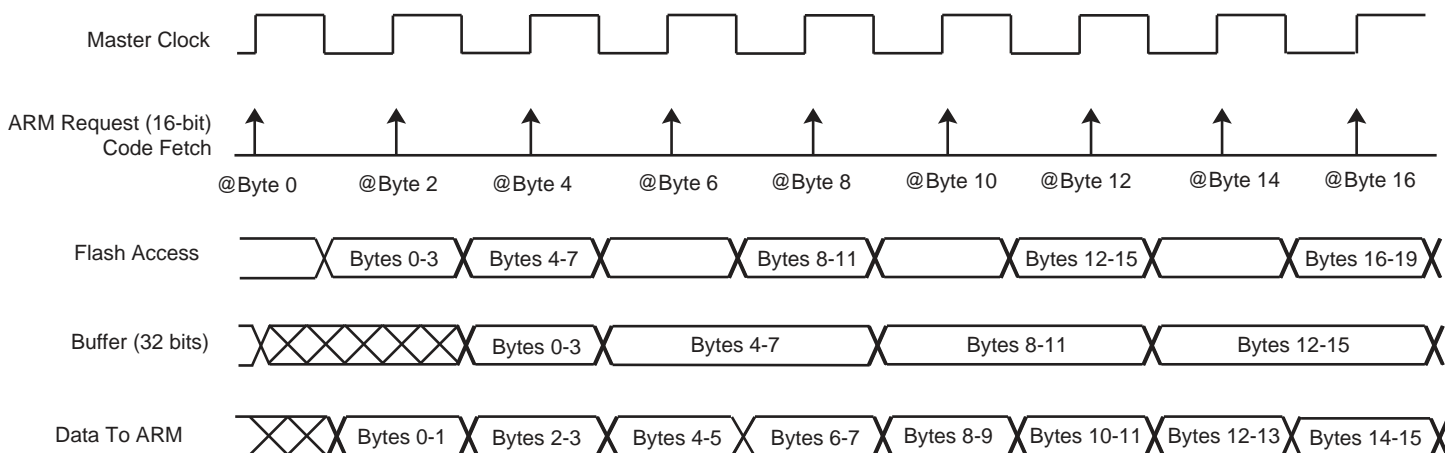 Master Clock
ARM Request (16-bit)
Code Fetch
@Byte 0 @Byte 2 @Byte 4 @Byte 6 @Byte 8 @Byte 10 @Byte 12 @Byte 14 @Byte 16
Flash Access Bytes 0-3 Bytes 4-7 Bytes 8-11 Bytes 12-15 Bytes 16-19
Buffer (32 bits) Bytes 0-3 Bytes 4-7 Bytes 8-11 Bytes 12-15
Data To ARM Bytes 0-1 Bytes 2-3 Bytes 4-5 Bytes 6-7 Bytes 8-9 Bytes 10-11 Bytes 12-13 Bytes 14-15